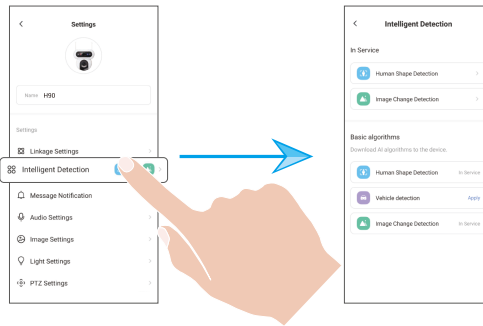 Settings
Name H90
Settings
Linkage Settings
Intelligent Detection
Message Notification
Audio Settings
Image Settings
Light Settings
PTZ Settings
Intelligent Detection
In Service
Human Shape Detection
Image Change Detection
Basic algorithms
Download AI algorithms to the device.
Human Shape Detection In Service
Vehicle detection Apply
Image Change Detection In Service